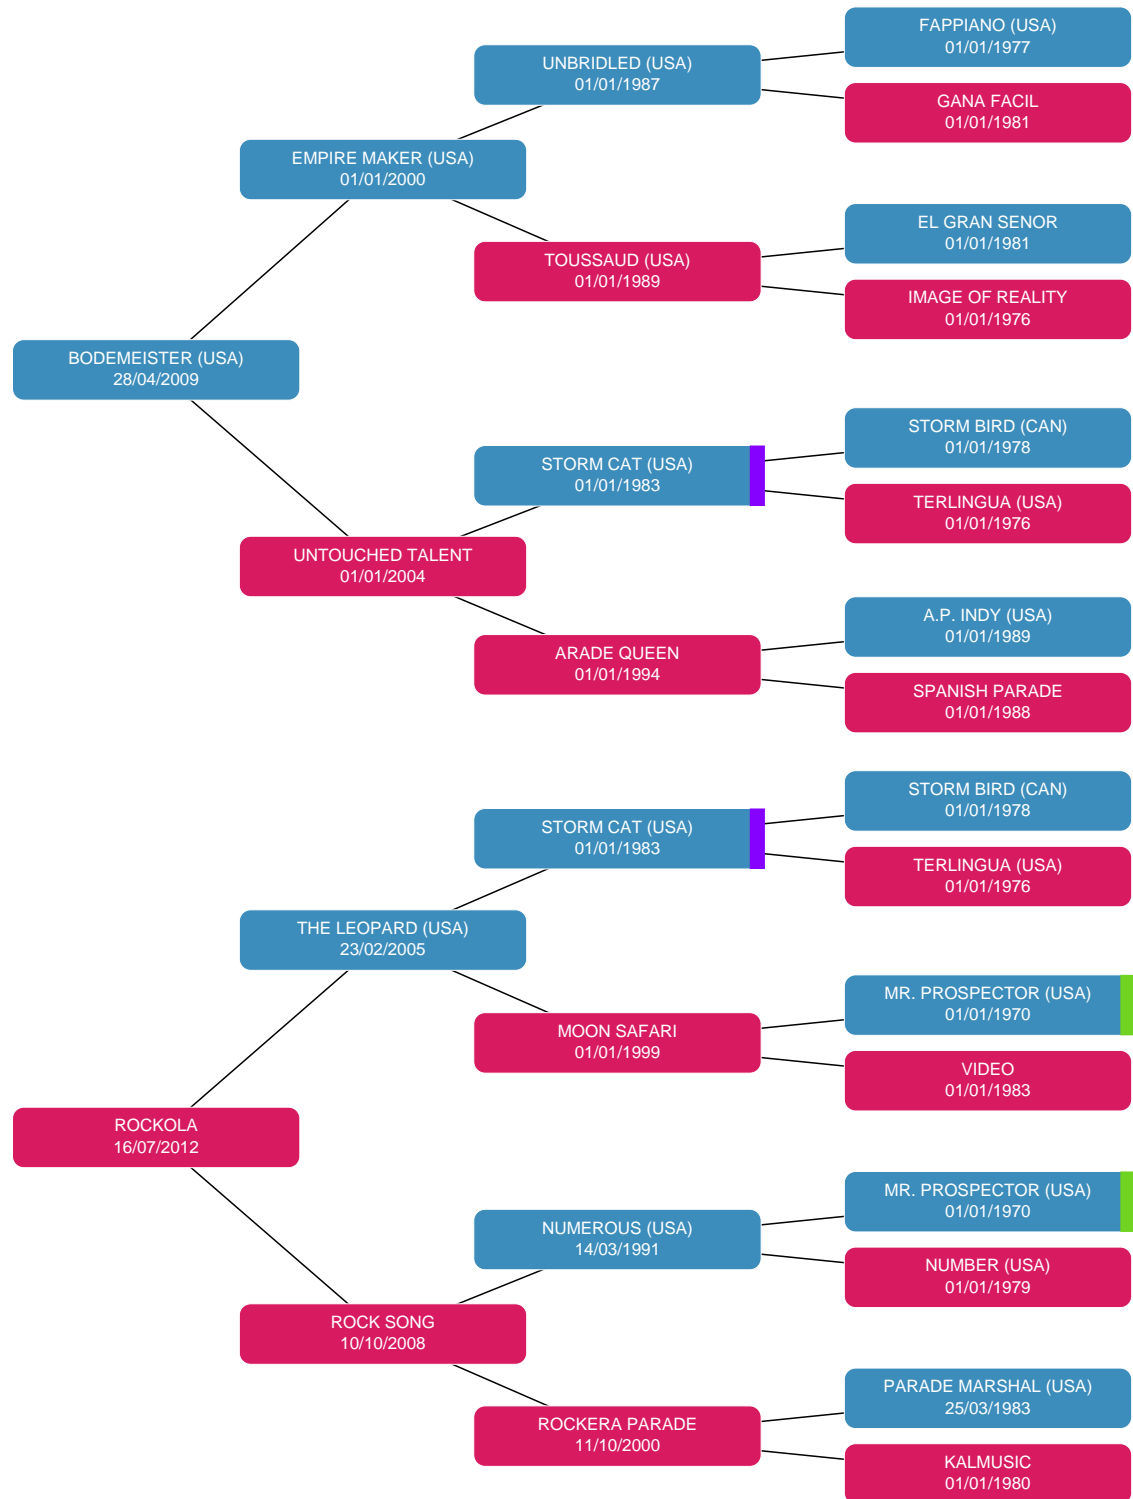 FAPPIANO (USA)
01/01/1977
UNBRIDLED (USA)
01/01/1987
GANA FACIL
01/01/1981
EMPIRE MAKER (USA)
01/01/2000
EL GRAN SENOR
01/01/1981
TOUSSAUD (USA)
01/01/1989
IMAGE OF REALITY
01/01/1976
BODEMEISTER (USA)
28/04/2009
STORM BIRD (CAN)
01/01/1978
STORM CAT (USA)
01/01/1983
TERLINGUA (USA)
01/01/1976
UNTOUCHED TALENT
01/01/2004
A.P. INDY (USA)
01/01/1989
ARADE QUEEN
01/01/1994
SPANISH PARADE
01/01/1988
STORM BIRD (CAN)
01/01/1978
STORM CAT (USA)
01/01/1983
TERLINGUA (USA)
01/01/1976
THE LEOPARD (USA)
23/02/2005
MR. PROSPECTOR (USA)
01/01/1970
MOON SAFARI
01/01/1999
VIDEO
01/01/1983
ROCKOLA
16/07/2012
MR. PROSPECTOR (USA)
01/01/1970
NUMEROUS (USA)
14/03/1991
NUMBER (USA)
01/01/1979
ROCK SONG
10/10/2008
PARADE MARSHAL (USA)
25/03/1983
ROCKERA PARADE
11/10/2000
KALMUSIC
01/01/1980